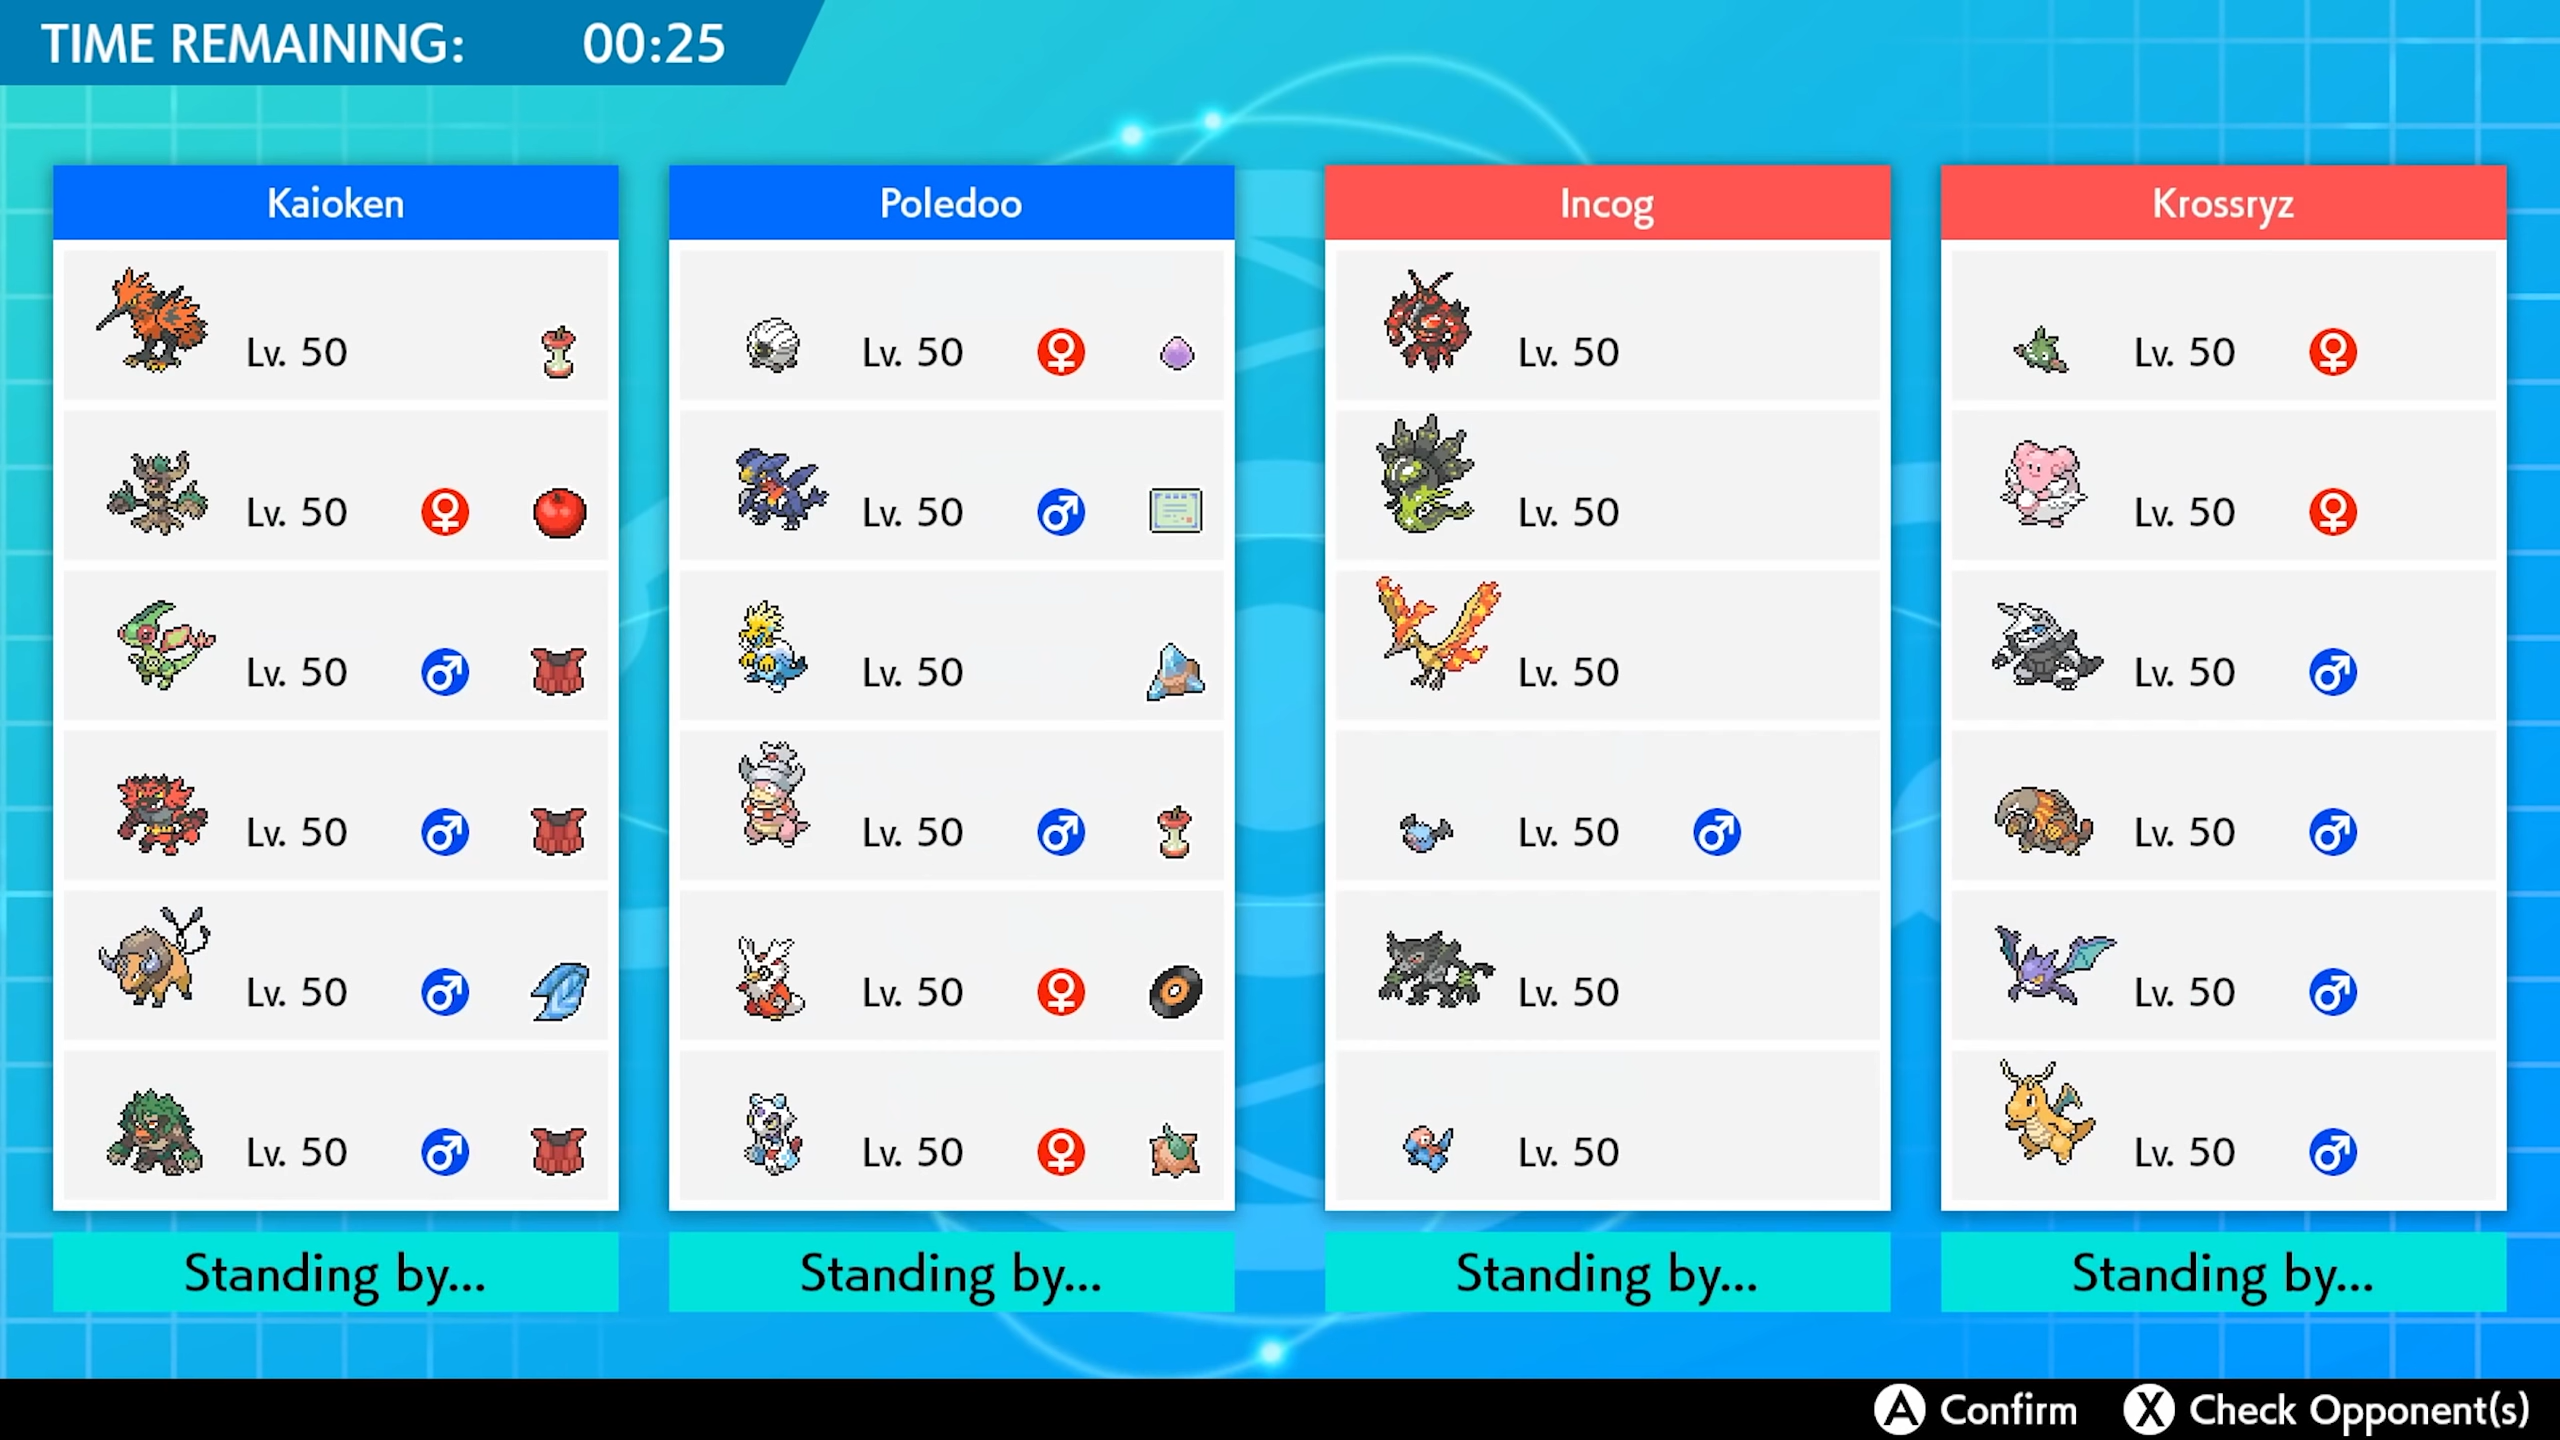 TIME REMAINING: 00:25
Kaioken
Lv. 50
Lv. 50 ♀
Lv. 50 ♂
Lv. 50 ♂
Lv. 50 ♂
Lv. 50 ♂
Standing by...
Poledoo
Lv. 50 ♀
Lv. 50 ♂
Lv. 50
Lv. 50 ♂
Lv. 50 ♀
Lv. 50 ♀
Standing by...
Incog
Lv. 50
Lv. 50
Lv. 50
Lv. 50 ♂
Lv. 50
Lv. 50
Standing by...
Krossryz
Lv. 50 ♀
Lv. 50 ♀
Lv. 50 ♂
Lv. 50 ♂
Lv. 50 ♂
Lv. 50 ♂
Standing by...
A Confirm X Check Opponent(s)